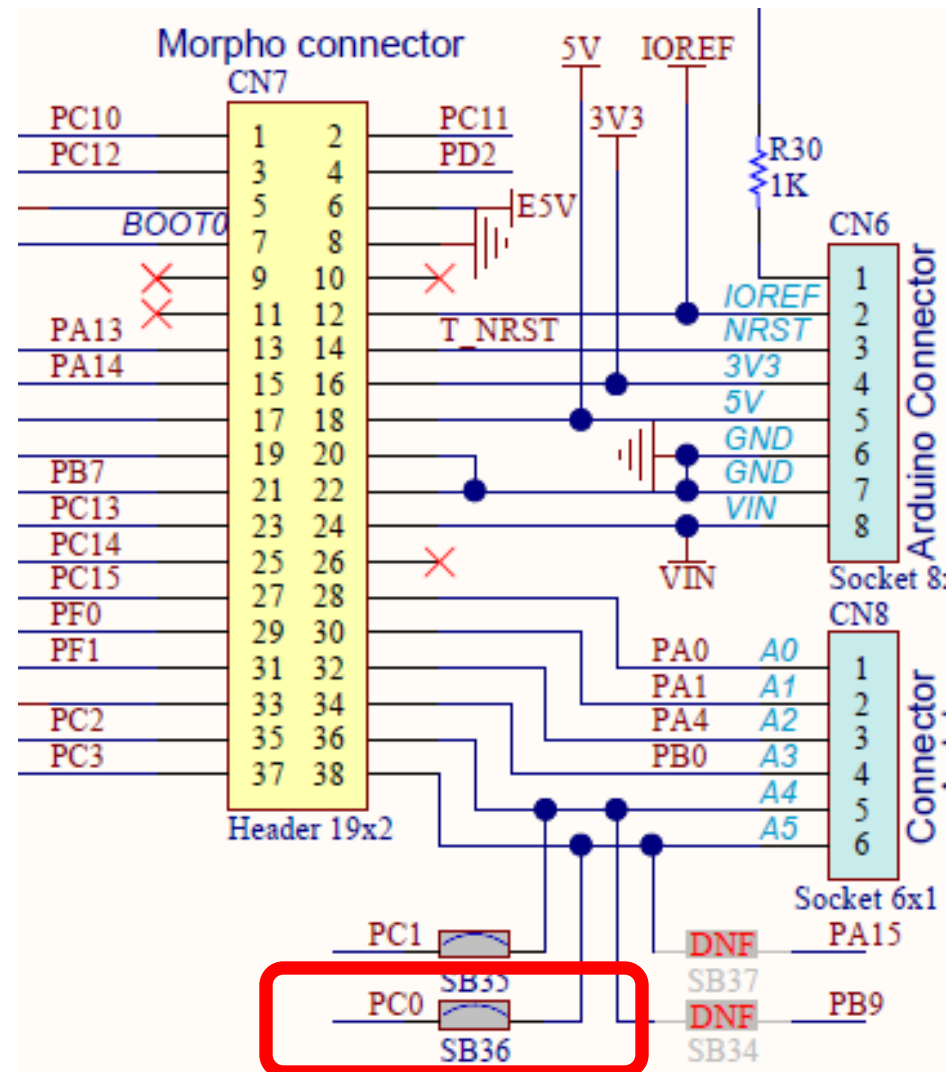 Morpho connector
CN7
5V
IOREF
3V3
R30
1K
PC10 1 2 PC11
PC12 3 4 PD2
5 6 E5V
BOOT0 7 8
9 10
11 12
PA13 13 14 T_NRST
PA14 15 16
17 18
19 20
PB7 21 22
PC13 23 24
PC14 25 26
PC15 27 28
PF0 29 30
PF1 31 32
33 34
PC2 35 36
PC3 37 38
Header 19x2
CN6
1
IOREF 2
NRST 3
3V3 4
5V 5
GND 6
GND 7
VIN 8
VIN
Arduino Connector
Socket 8
CN8
PA0 A0 1
PA1 A1 2
PA4 A2 3
PB0 A3 4
A4 5
A5 6
Connector
Socket 6x1
PC1
SB35
DNF PA15
SB37
PC0
SB36
DNF PB9
SB34